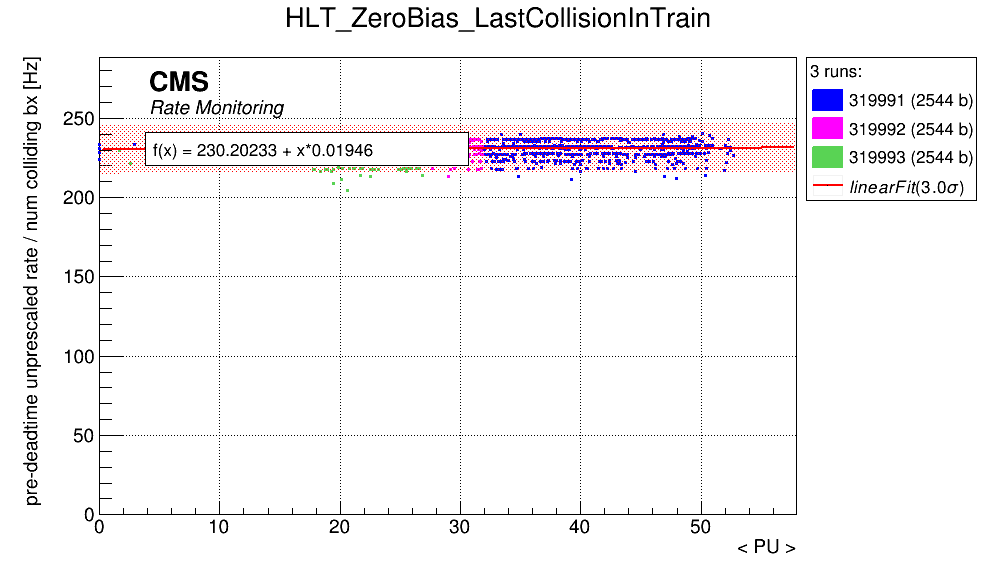 HLT_ZeroBias_LastCollisionInTrain
pre-deadtime unprescaled rate / num colliding bx [Hz]
CMS
Rate Monitoring
f(x) = 230.20233 + x*0.01946
250
200
150
100
50
0
0 10 20 30 40 50
< PU >
3 runs:
319991 (2544 b)
319992 (2544 b)
319993 (2544 b)
linearFit(3.0σ)